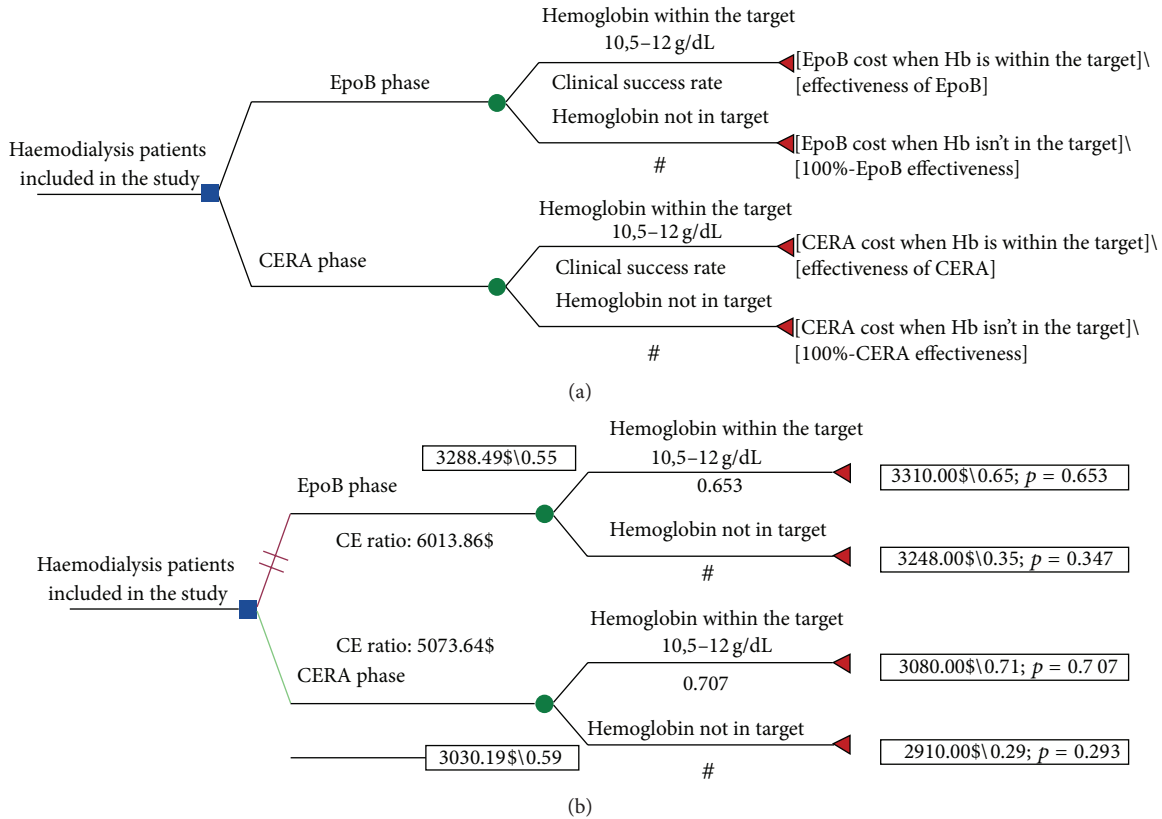 Hemoglobin within the target
10,5–12 g/dL
[EpoB cost when Hb is within the target]\
[effectiveness of EpoB]
EpoB phase
Clinical success rate
Hemoglobin not in target
[EpoB cost when Hb isn't in the target]\
[100%-EpoB effectiveness]
#
Haemodialysis patients
included in the study
Hemoglobin within the target
10,5–12 g/dL
[CERA cost when Hb is within the target]\
[effectiveness of CERA]
CERA phase
Clinical success rate
Hemoglobin not in target
[CERA cost when Hb isn't in the target]\
[100%-CERA effectiveness]
#
(a)
Hemoglobin within the target
10,5–12 g/dL
3288.49$\0.55
0.653
3310.00$\0.65; p = 0.653
EpoB phase
Hemoglobin not in target
CE ratio: 6013.86$
3248.00$\0.35; p = 0.347
#
Haemodialysis patients
included in the study
Hemoglobin within the target
10,5–12 g/dL
CE ratio: 5073.64$
CERA phase
0.707
3080.00$\0.71; p = 0.7 07
Hemoglobin not in target
3030.19$\0.59
2910.00$\0.29; p = 0.293
#
(b)